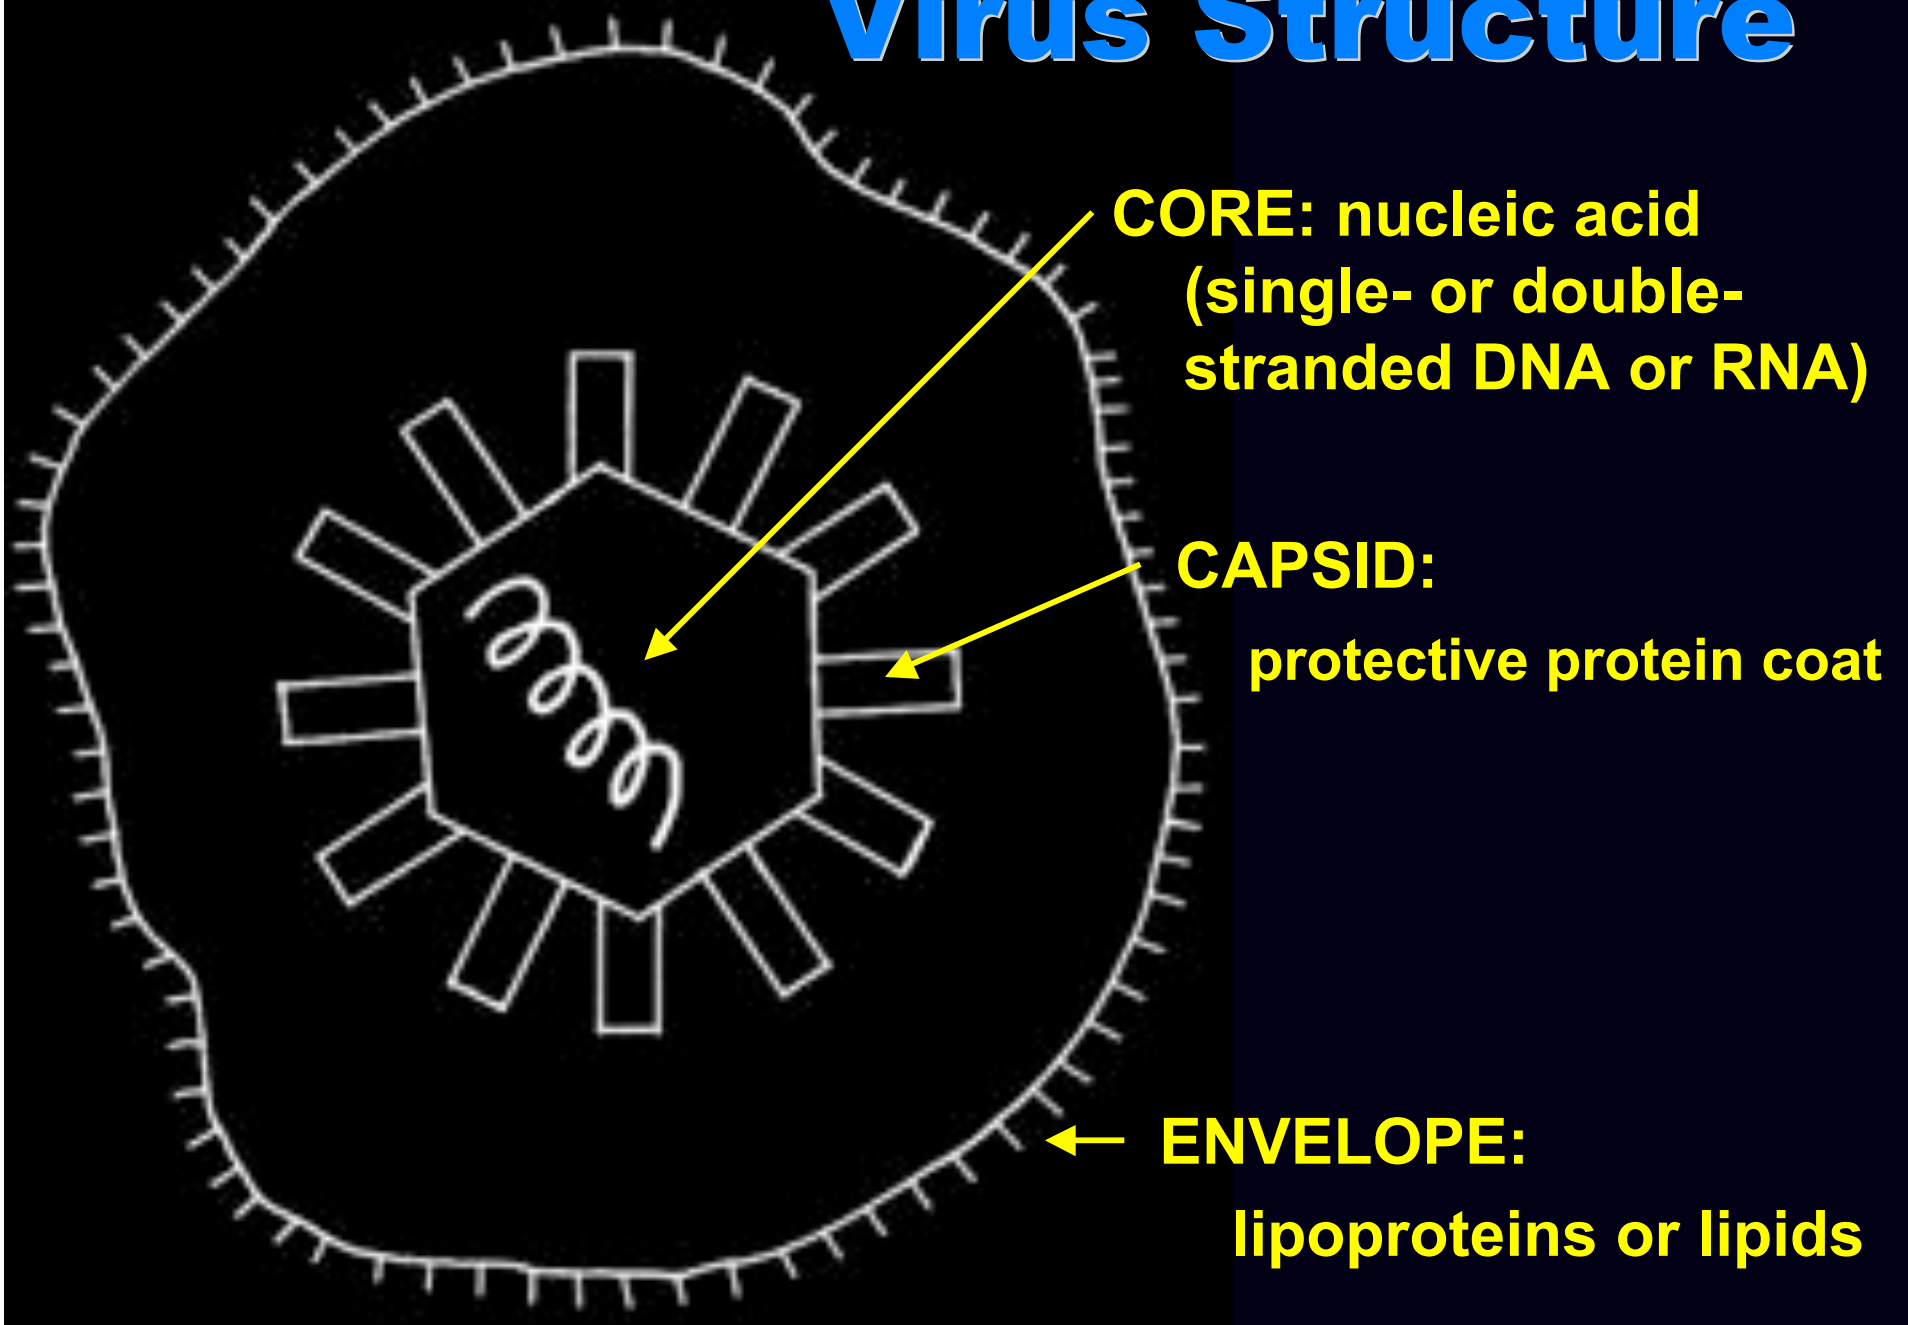 Virus Structure
CORE: nucleic acid
(single- or double-
stranded DNA or RNA)
CAPSID:
protective protein coat
ENVELOPE:
lipoproteins or lipids